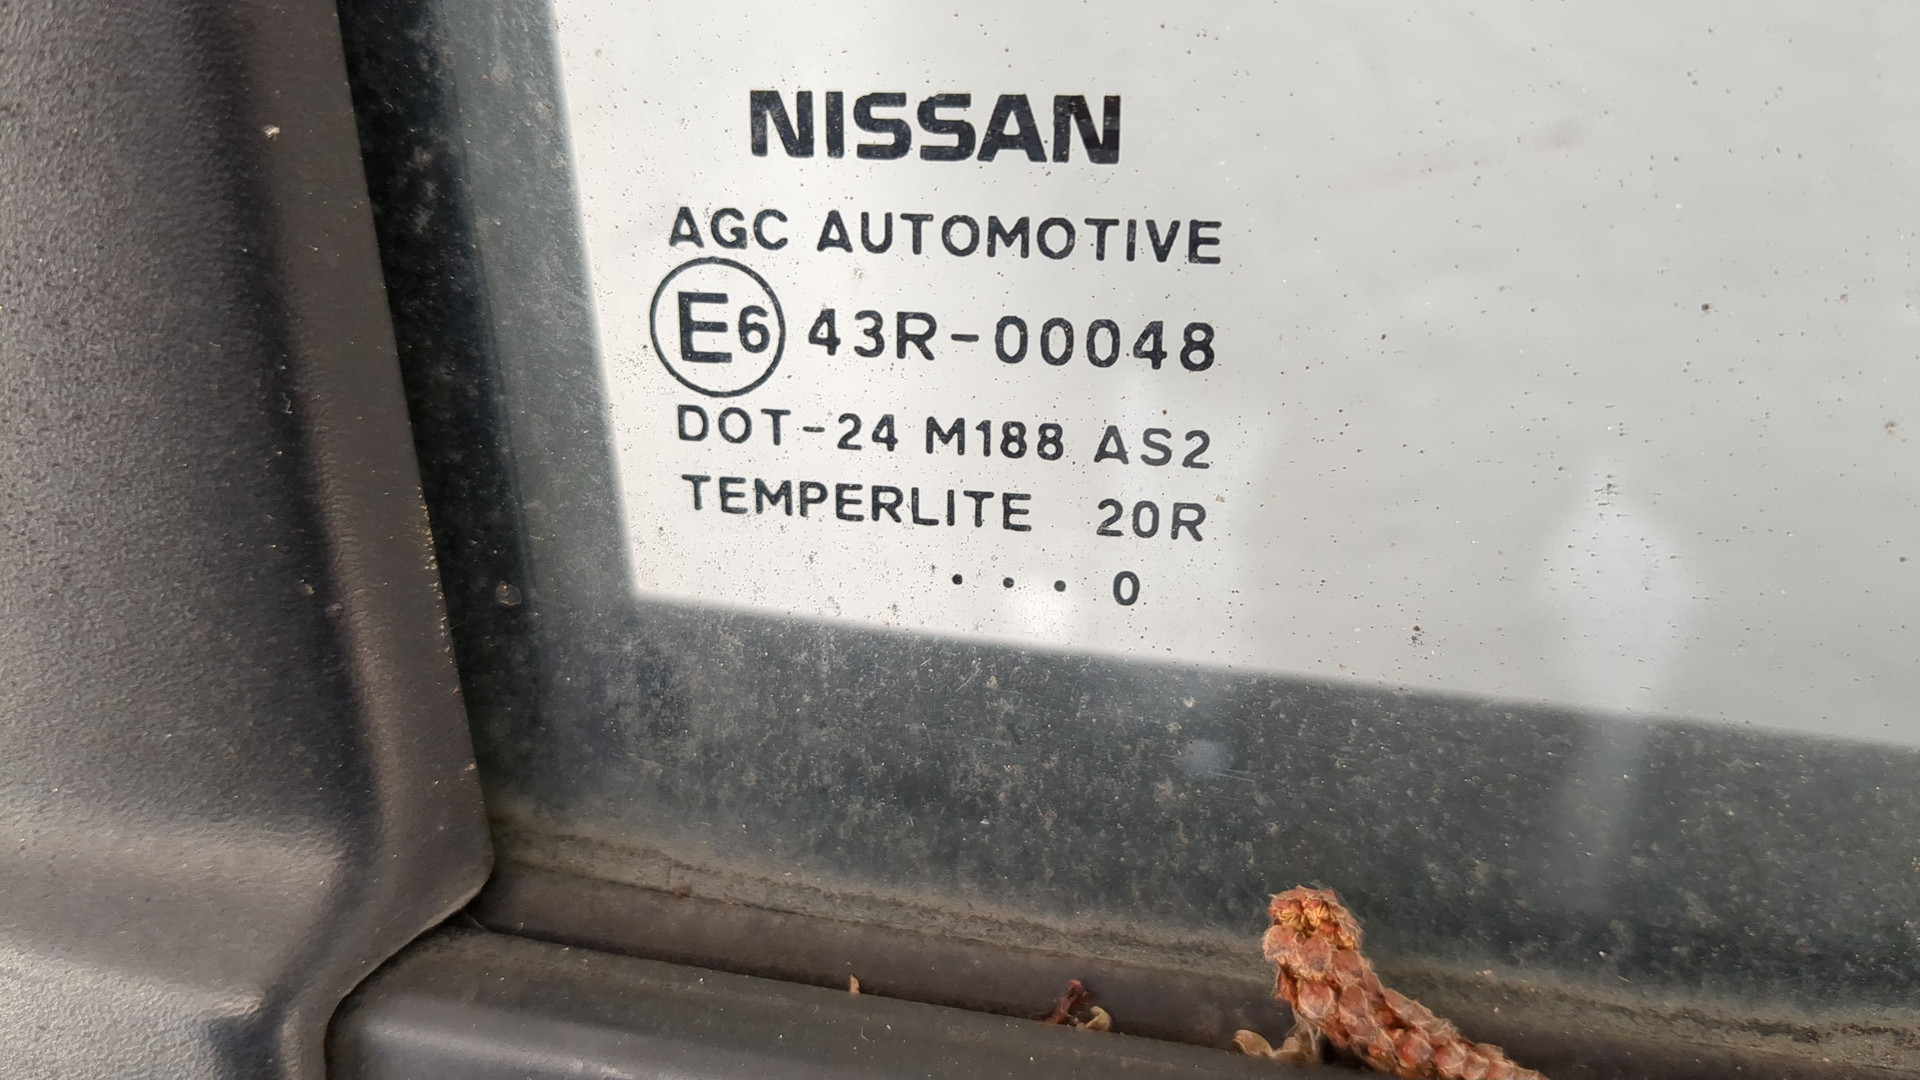 NISSAN
AGC AUTOMOTIVE
E6 43R-00048
DOT-24 M188 AS2
TEMPERLITE 20R
. . . 0